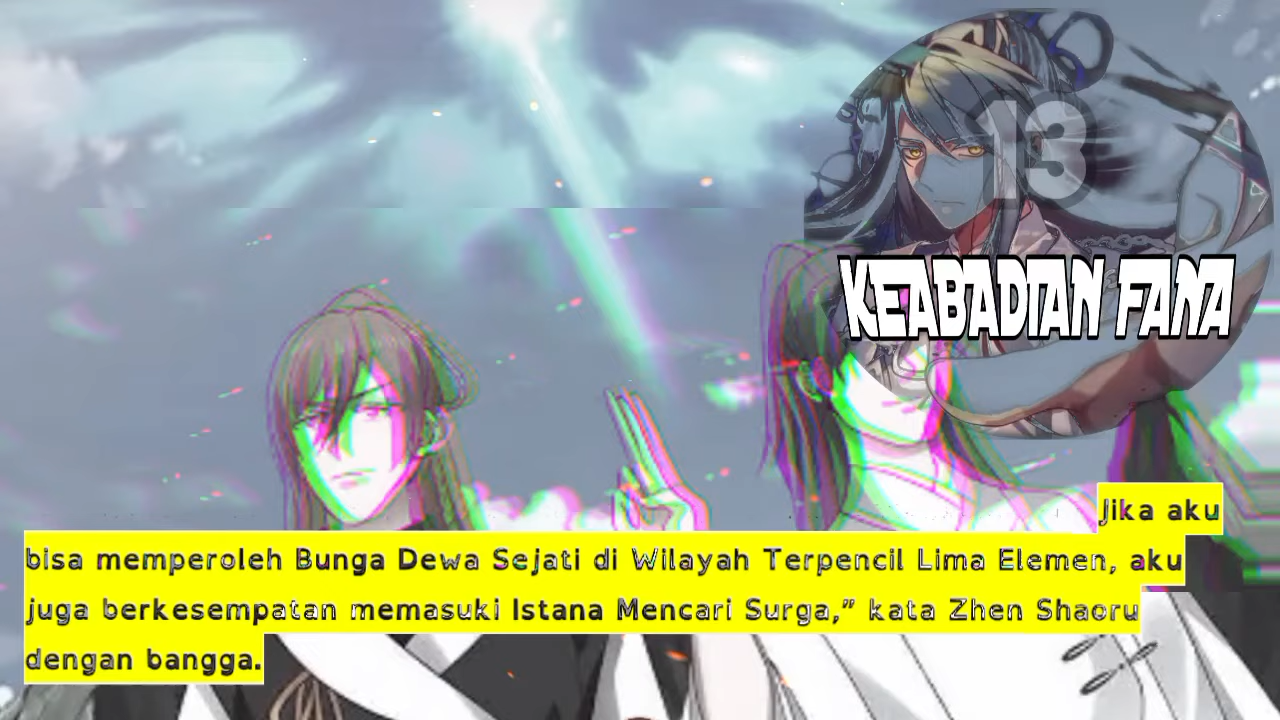 13
KEABADIAN FANA
Jika aku
bisa memperoleh Bunga Dewa Sejati di Wilayah Terpencil Lima Elemen, aku
juga berkesempatan memasuki Istana Mencari Surga,” kata Zhen Shaoru
dengan bangga.